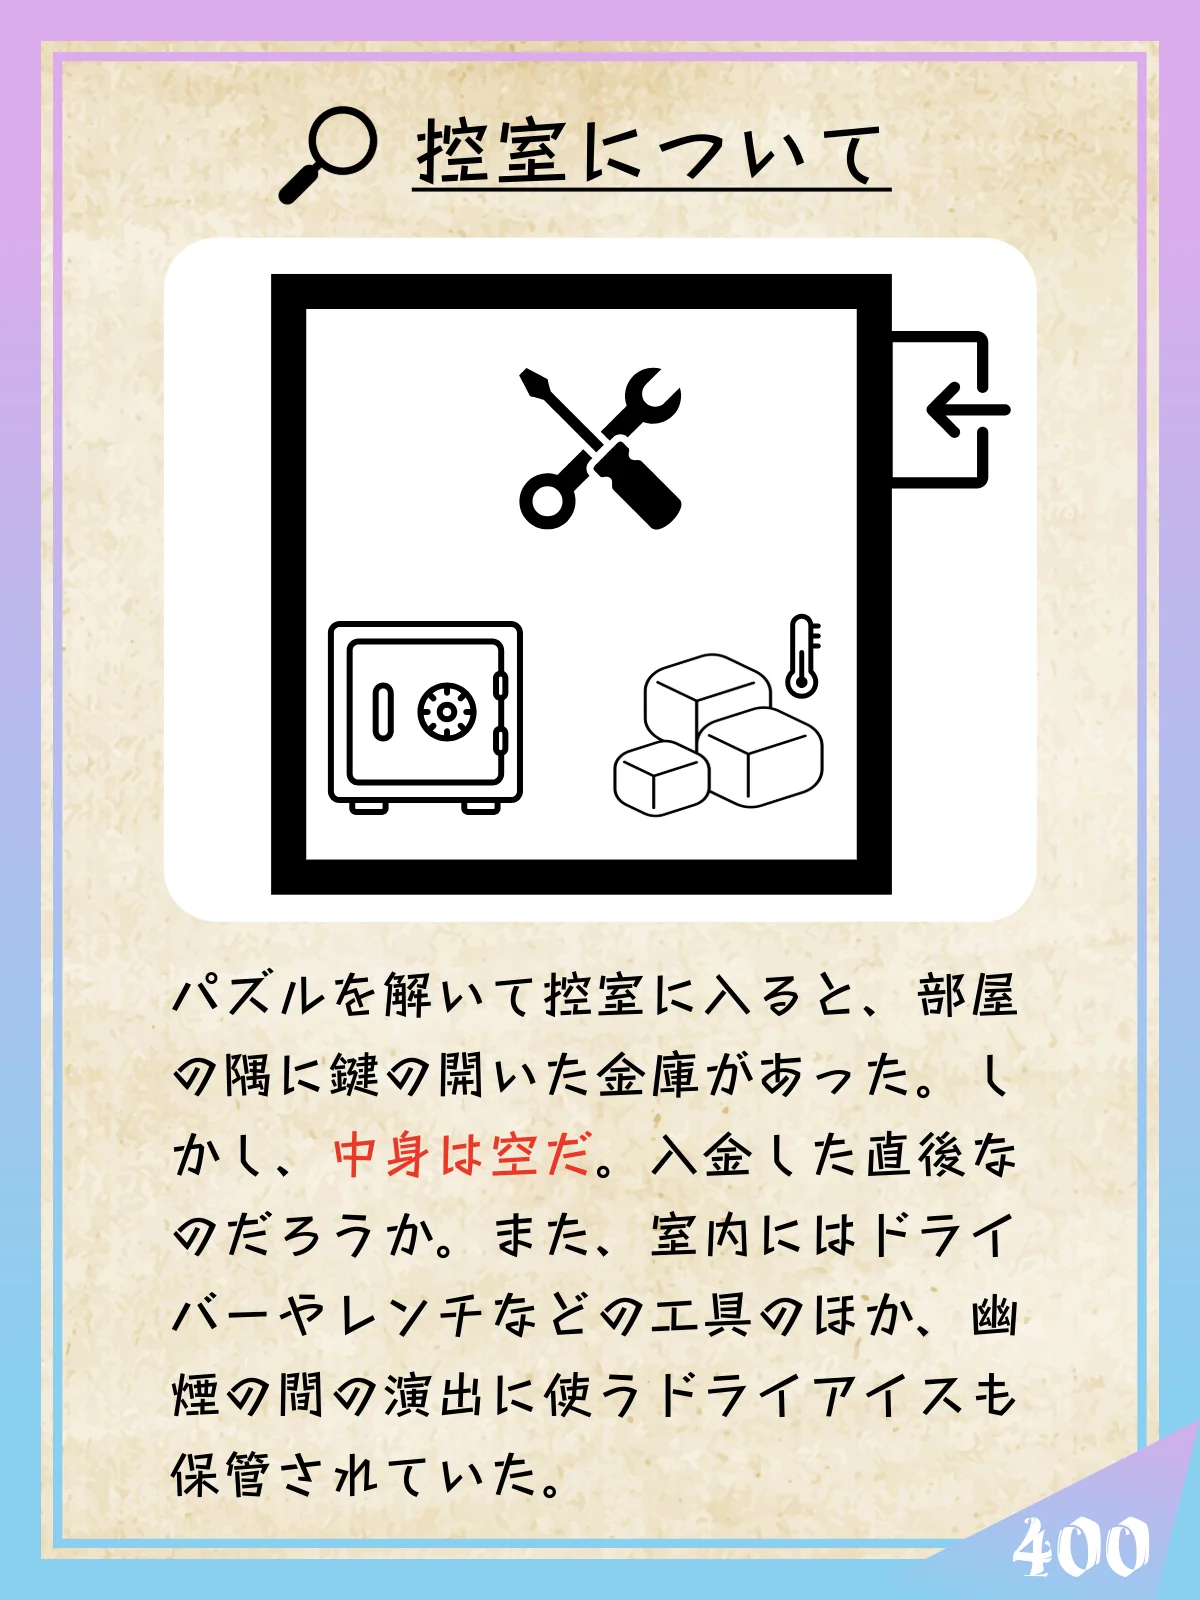 控室について
パズルを解いて控室に入ると、部屋
の隅に鍵の開いた金庫があった。し
かし、中身は空だ。入金した直後な
のだろうか。また、室内にはドライ
バーやレンチなどの工具のほか、幽
煙の間の演出に使うドライアイスも
保管されていた。
400